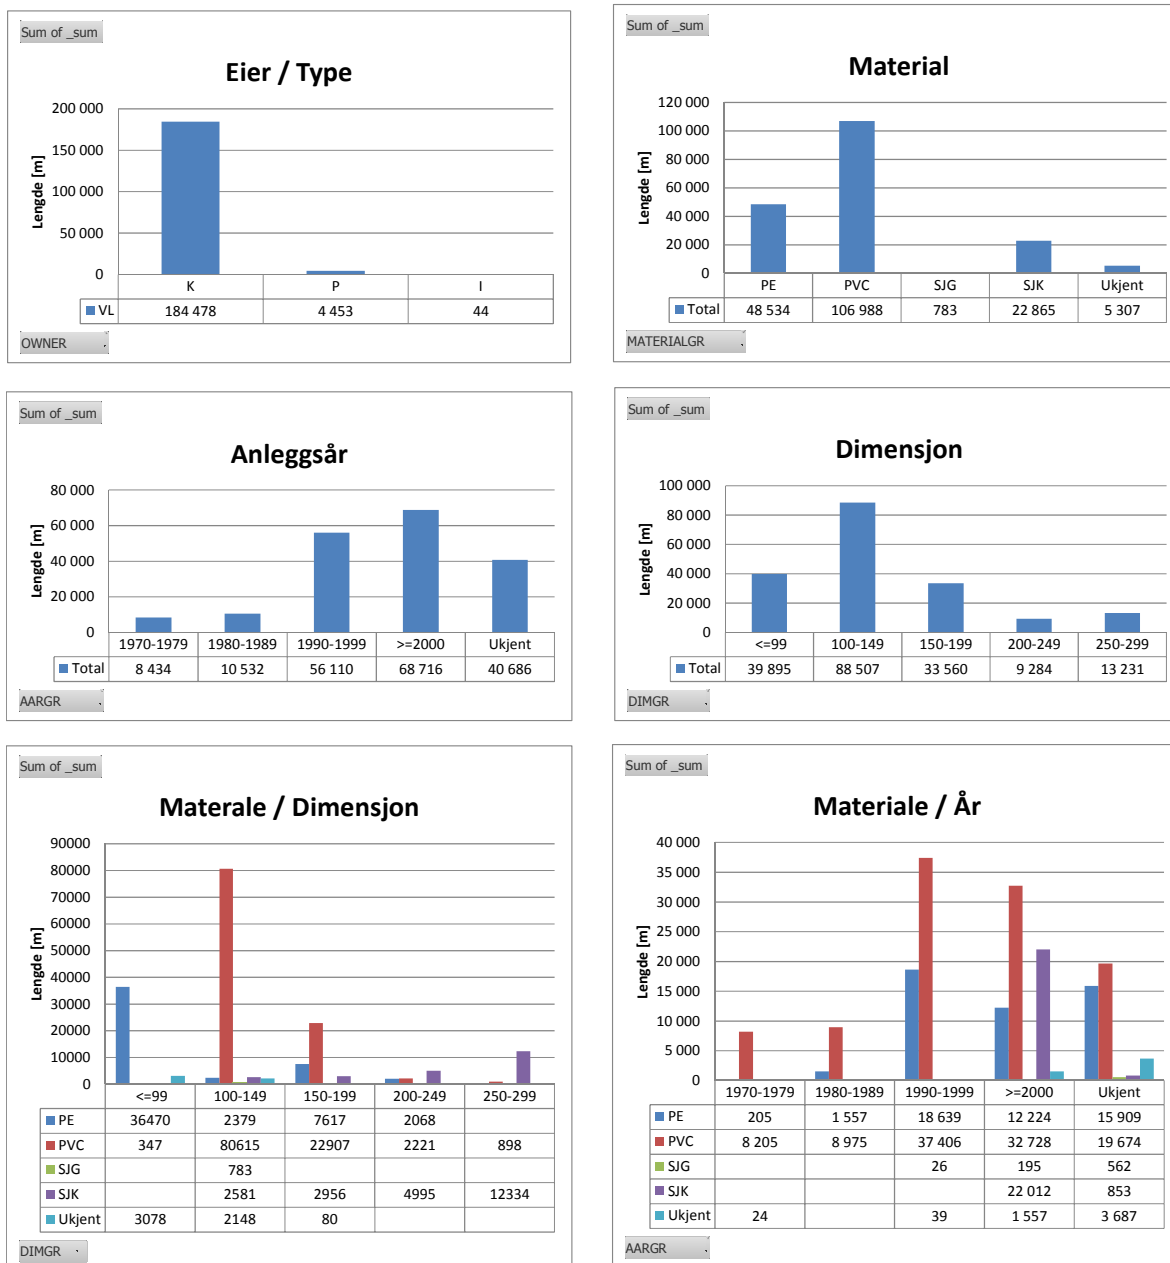 Sum of _sum
Eier / Type
200 000
150 000
100 000
50 000
0
Lengde [m]
K P I
VL 184 478 4 453 44
OWNER
Sum of _sum
Material
120 000
100 000
80 000
60 000
40 000
20 000
0
Lengde [m]
PE PVC SJG SJK Ukjent
Total 48 534 106 988 783 22 865 5 307
MATERIALGR
Sum of _sum
Anleggsår
80 000
60 000
40 000
20 000
0
Lengde [m]
1970-1979 1980-1989 1990-1999 >=2000 Ukjent
Total 8 434 10 532 56 110 68 716 40 686
AARGR
Sum of _sum
Dimensjon
100 000
80 000
60 000
40 000
20 000
0
Lengde [m]
<=99 100-149 150-199 200-249 250-299
Total 39 895 88 507 33 560 9 284 13 231
DIMGR
Sum of _sum
Materale / Dimensjon
90000
80000
70000
60000
50000
40000
30000
20000
10000
0
Lengde [m]
<=99 100-149 150-199 200-249 250-299
PE 36470 2379 7617 2068
PVC 347 80615 22907 2221 898
SJG 783
SJK 2581 2956 4995 12334
Ukjent 3078 2148 80
DIMGR
Sum of _sum
Materiale / År
40 000
35 000
30 000
25 000
20 000
15 000
10 000
5 000
0
Lengde [m]
1970-1979 1980-1989 1990-1999 >=2000 Ukjent
PE 205 1 557 18 639 12 224 15 909
PVC 8 205 8 975 37 406 32 728 19 674
SJG 26 195 562
SJK 22 012 853
Ukjent 24 39 1 557 3 687
AARGR